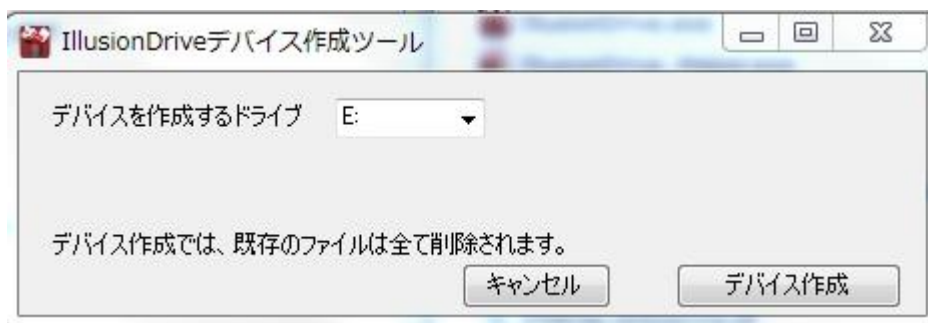 IllusionDriveデバイス作成ツール
デバイスを作成するドライブ E:
デバイス作成では、既存のファイルは全て削除されます。
キャンセル デバイス作成